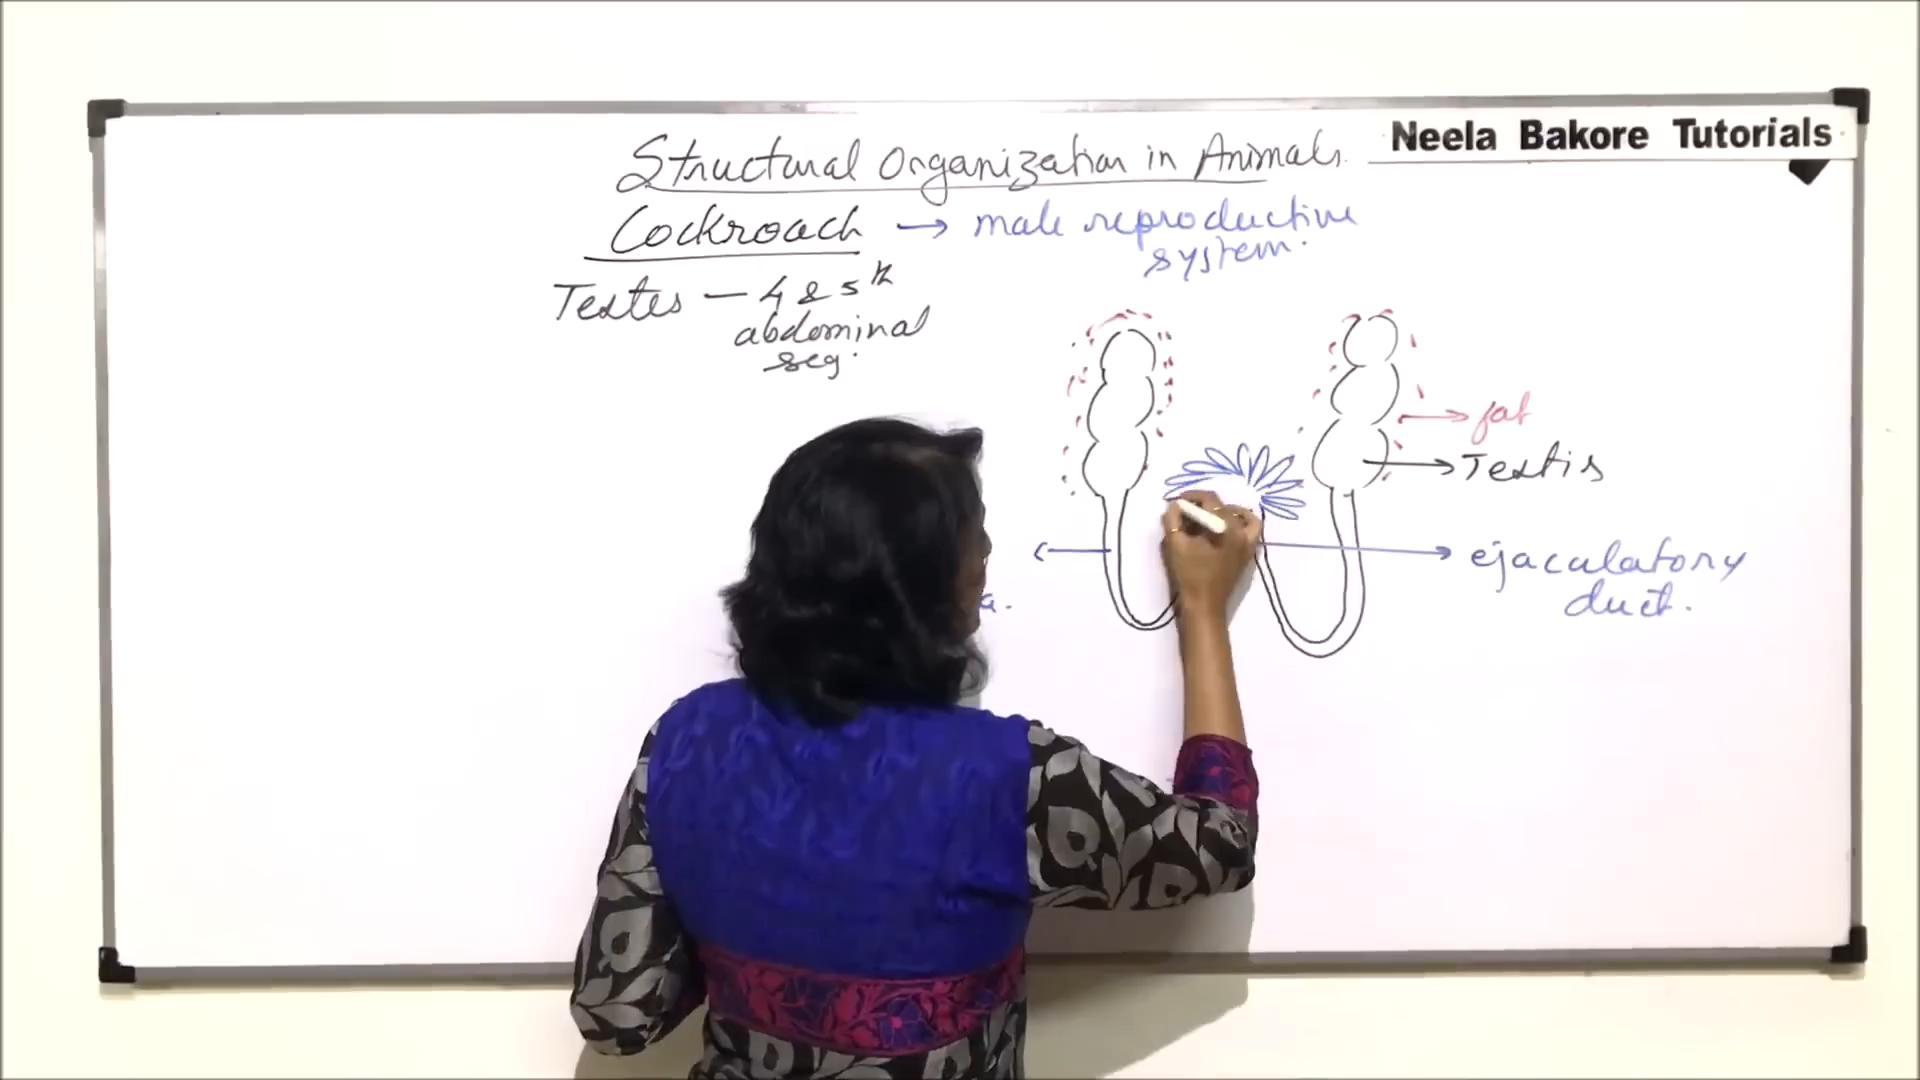 Neela Bakore Tutorials
Structural Organization in Animals.
Cockroach → male reproductive
system.
Testes — 4 & 5th
abdominal
seg.
fat
Testis
ejaculatory
duct.
a.